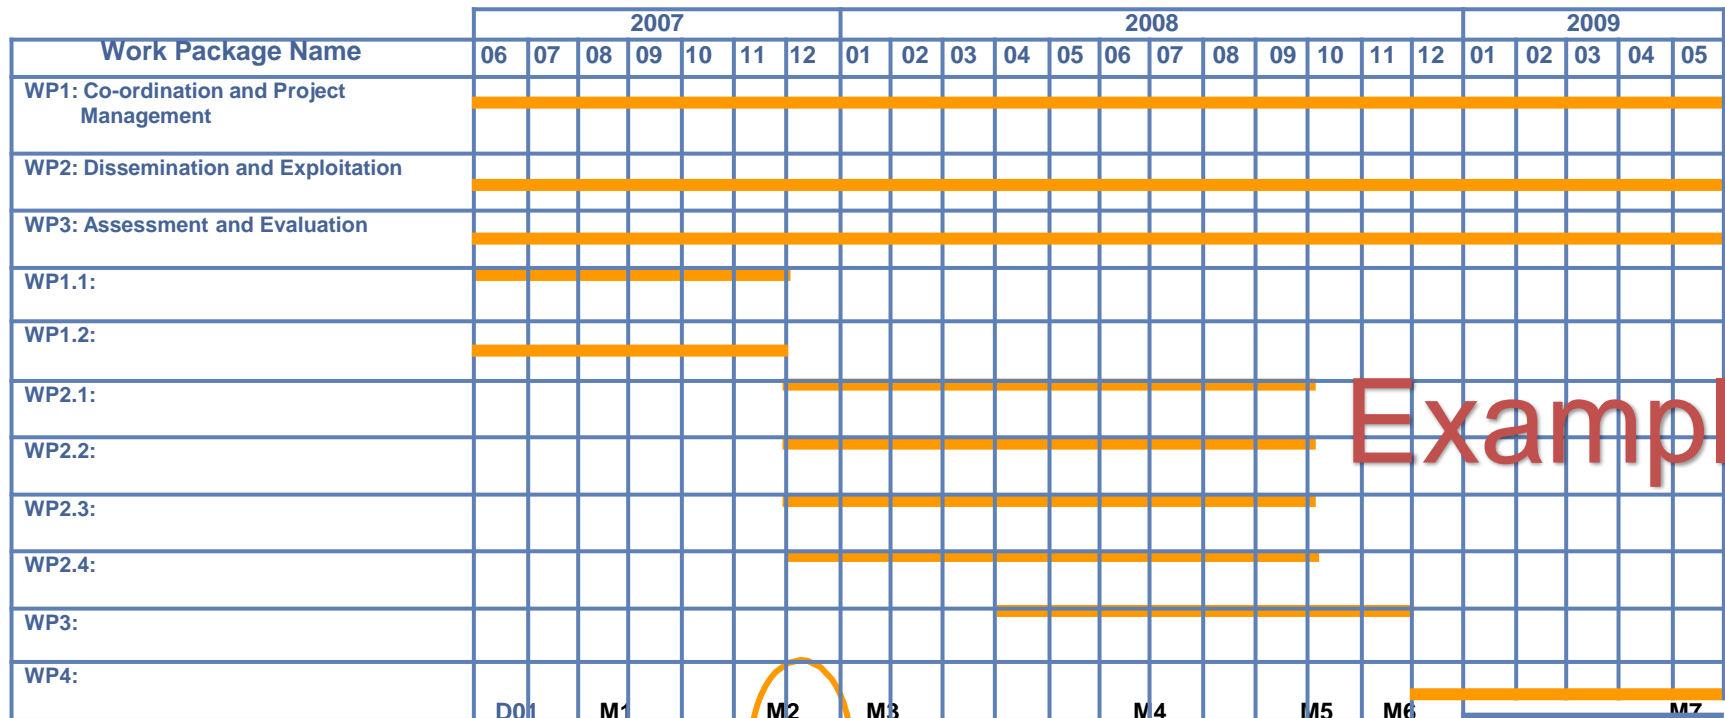 2007 2008 2009
Work Package Name 06 07 08 09 10 11 12 01 02 03 04 05 06 07 08 09 10 11 12 01 02 03 04 05
WP1: Co-ordination and Project
Management
WP2: Dissemination and Exploitation
WP3: Assessment and Evaluation
WP1.1:
WP1.2:
WP2.1:
Exampl
WP2.2:
WP2.3:
WP2.4:
WP3:
WP4:
D01 M1 M2 M3 M4 M5 M6 M7